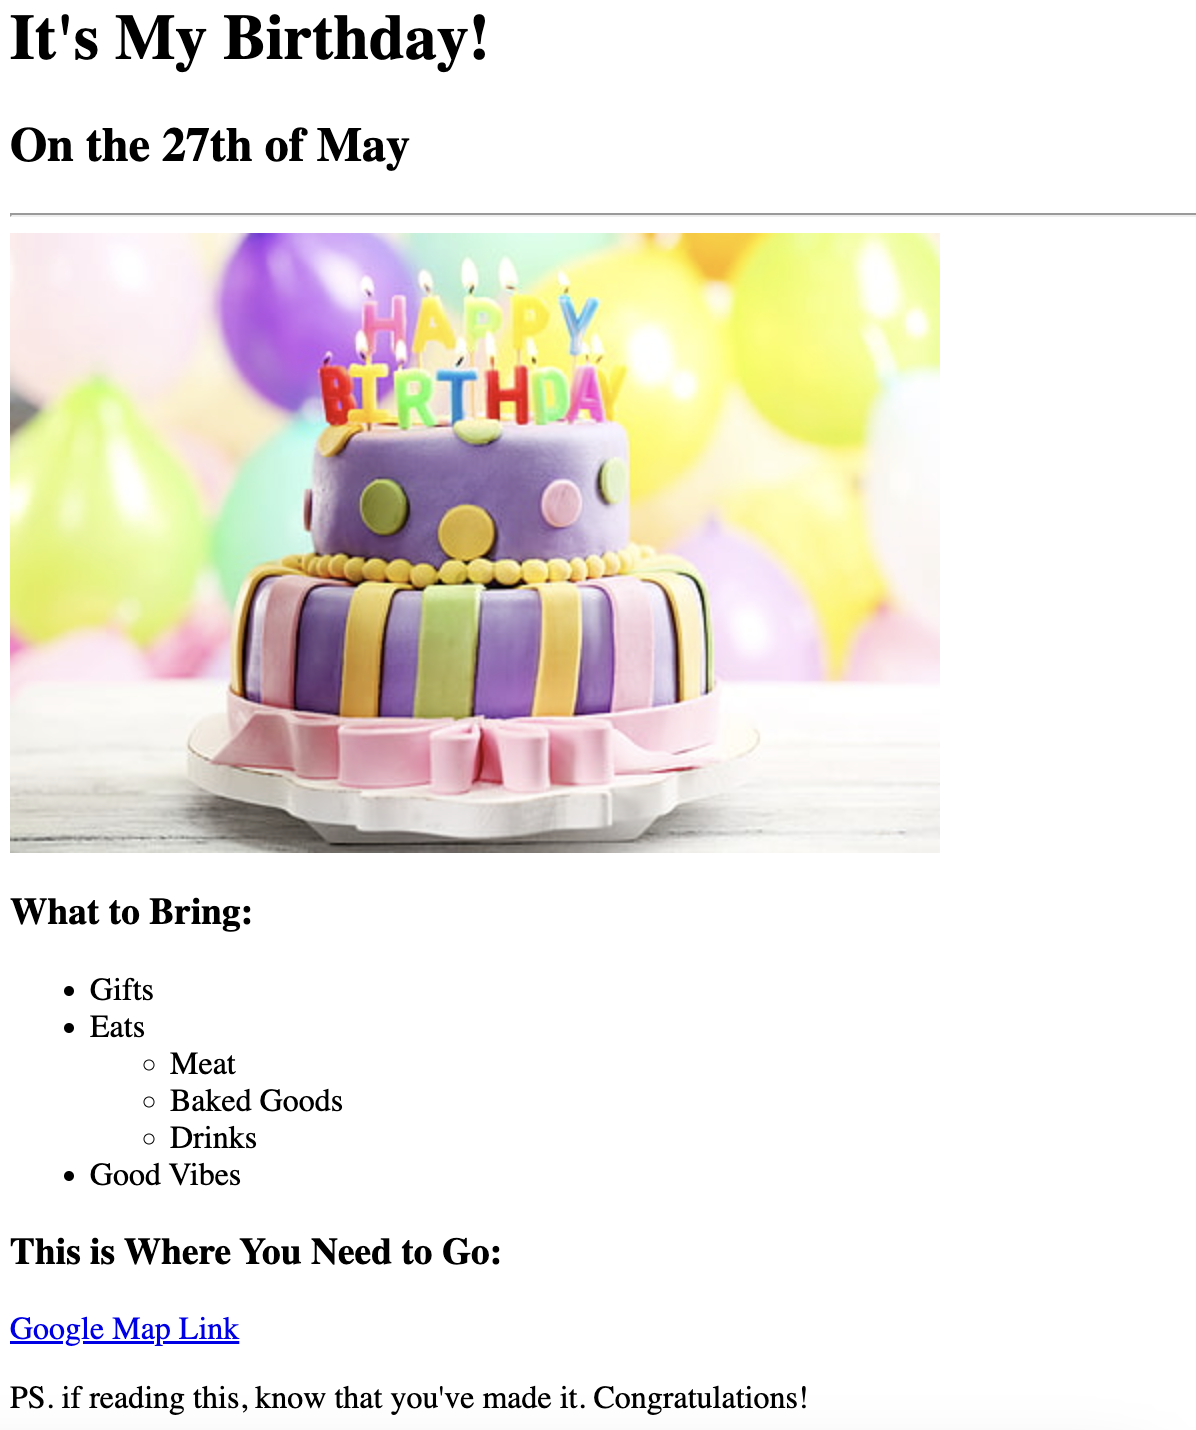 It's My Birthday!
On the 27th of May
HAPPY
BIRTHDAY
What to Bring:
Gifts
Eats
Meat
Baked Goods
Drinks
Good Vibes
This is Where You Need to Go:
Google Map Link
PS. if reading this, know that you've made it. Congratulations!